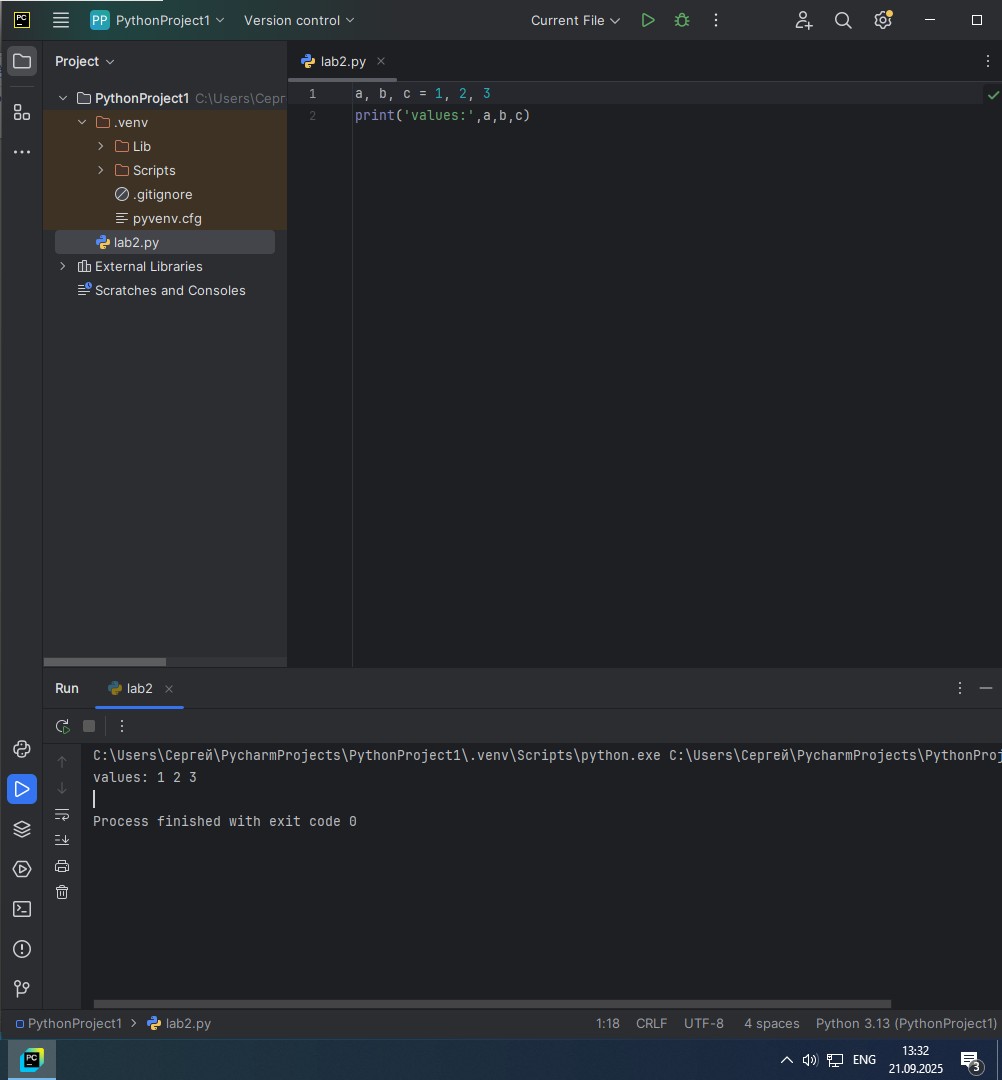 PC
PP PythonProject1 Version control Current File
Project
PythonProject1 C:\Users\Серг	
.venv
Lib
Scripts
.gitignore
pyvenv.cfg
lab2.py
External Libraries
Scratches and Consoles
lab2.py
1 a, b, c = 1, 2, 3
2 print('values:',a,b,c)
Run lab2
C:\Users\Сергей\PycharmProjects\PythonProject1\.venv\Scripts\python.exe C:\Users\Сергей\PycharmProjects\PythonProj
values: 1 2 3
Process finished with exit code 0
PythonProject1 lab2.py 1:18 CRLF UTF-8 4 spaces Python 3.13 (PythonProject1)
PC ENG 13:32
21.09.2025 3